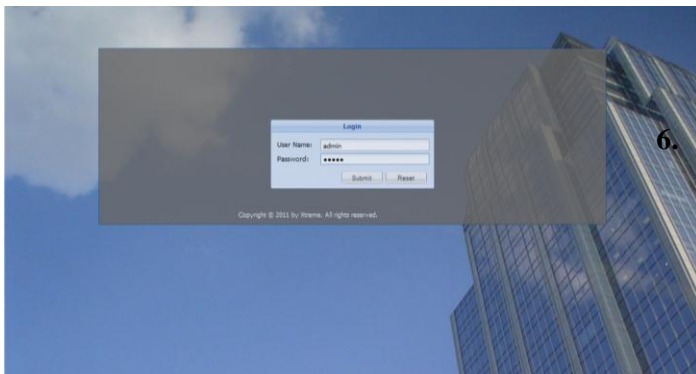 Login
User Name: admin
Password: •••••
Submit Reset
Copyright © 2011 by Xtreme. All rights reserved.
6.